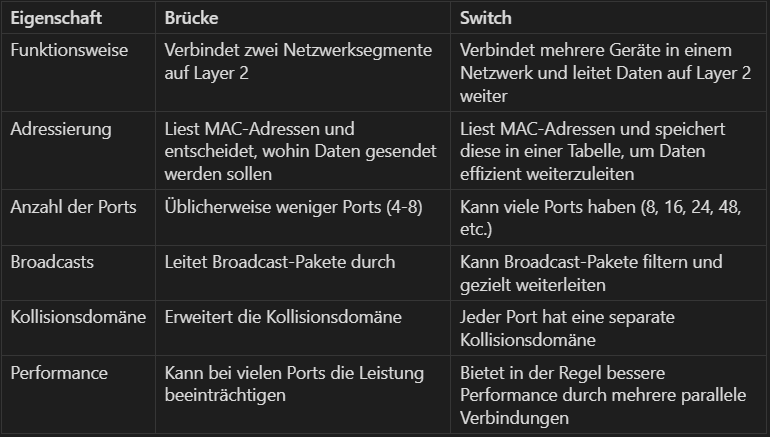 Eigenschaft Brücke Switch
Funktionsweise Verbindet zwei Netzwerksegmente auf Layer 2 Verbindet mehrere Geräte in einem Netzwerk und leitet Daten auf Layer 2 weiter
Adressierung Liest MAC-Adressen und entscheidet, wohin Daten gesendet werden sollen Liest MAC-Adressen und speichert diese in einer Tabelle, um Daten effizient weiterzuleiten
Anzahl der Ports Üblicherweise weniger Ports (4-8) Kann viele Ports haben (8, 16, 24, 48, etc.)
Broadcasts Leitet Broadcast-Pakete durch Kann Broadcast-Pakete filtern und gezielt weiterleiten
Kollisionsdomäne Erweitert die Kollisionsdomäne Jeder Port hat eine separate Kollisionsdomäne
Performance Kann bei vielen Ports die Leistung beeinträchtigen Bietet in der Regel bessere Performance durch mehrere parallele Verbindungen